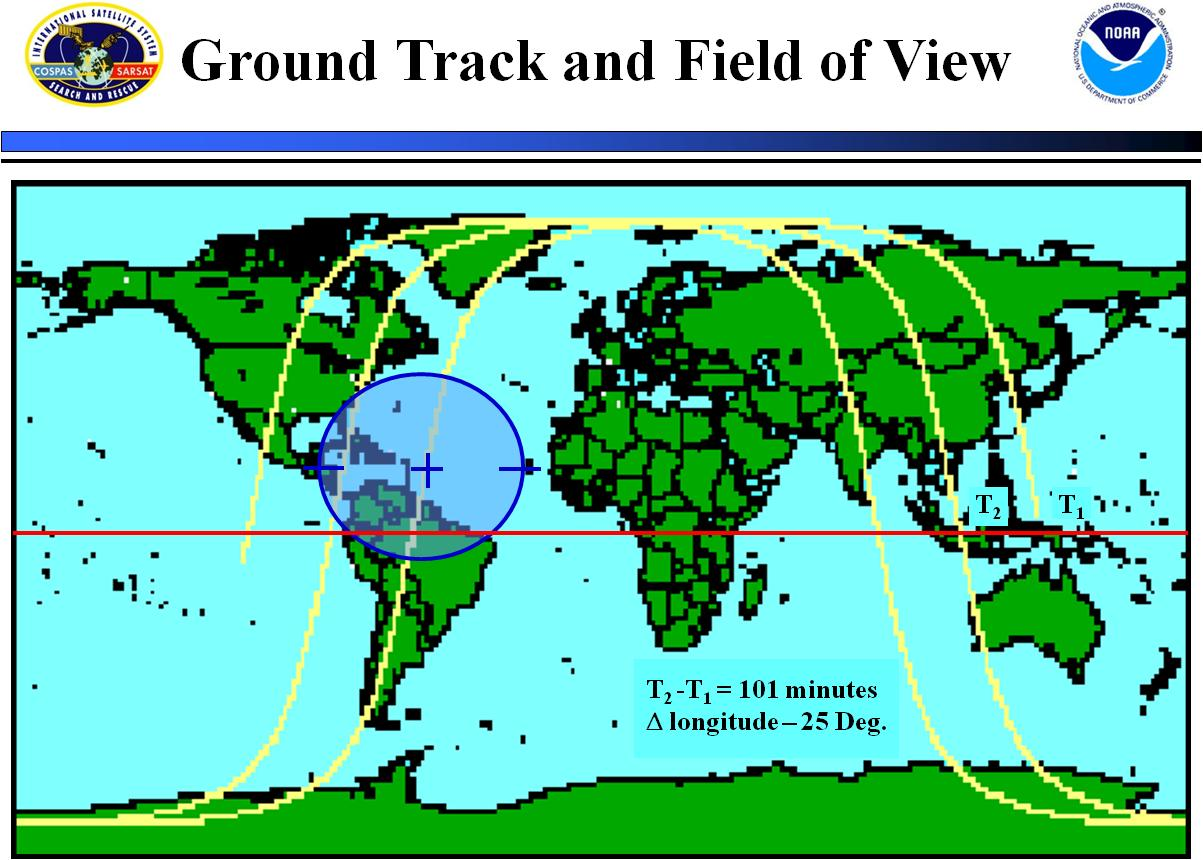 INTERNATIONAL SATELLITE SYSTEM
COSPAS SARSAT
SEARCH AND RESCUE
Ground Track and Field of View
NATIONAL OCEANIC AND ATMOSPHERIC ADMINISTRATION
NOAA
U.S. DEPARTMENT OF COMMERCE
®
T₂ T₁
T₂ -T₁ = 101 minutes
Δ longitude – 25 Deg.